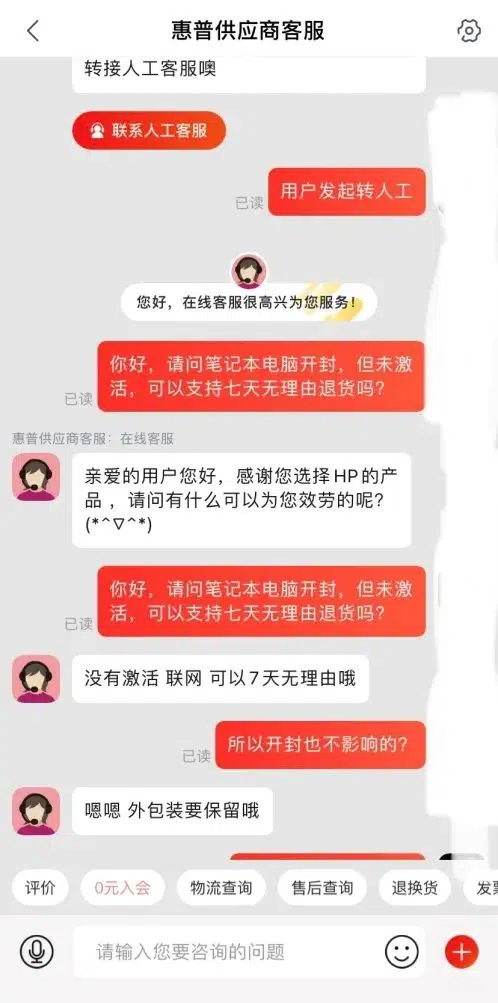 惠普供应商客服
转接人工客服噢
联系人工客服
用户发起转人工
已读
您好，在线客服很高兴为您服务！
你好，请问笔记本电脑开封，但未激
活，可以支持七天无理由退货吗？
已读
惠普供应商客服：在线客服
亲爱的用户您好，感谢您选择HP的产
品 ，请问有什么可以为您效劳的呢？
(*^∇^*)
你好，请问笔记本电脑开封，但未激
活，可以支持七天无理由退货吗？
已读
没有激活 联网 可以7天无理由哦
所以开封也不影响的？
已读
嗯嗯 外包装要保留哦
评价
0元入会
物流查询
售后查询
退换货
发票
请输入您要咨询的问题